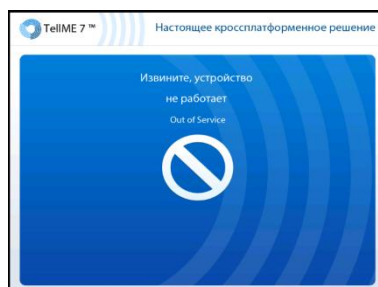 TellME 7 ™
Настоящее кроссплатформенное решение
Извините, устройство
не работает
Out of Service